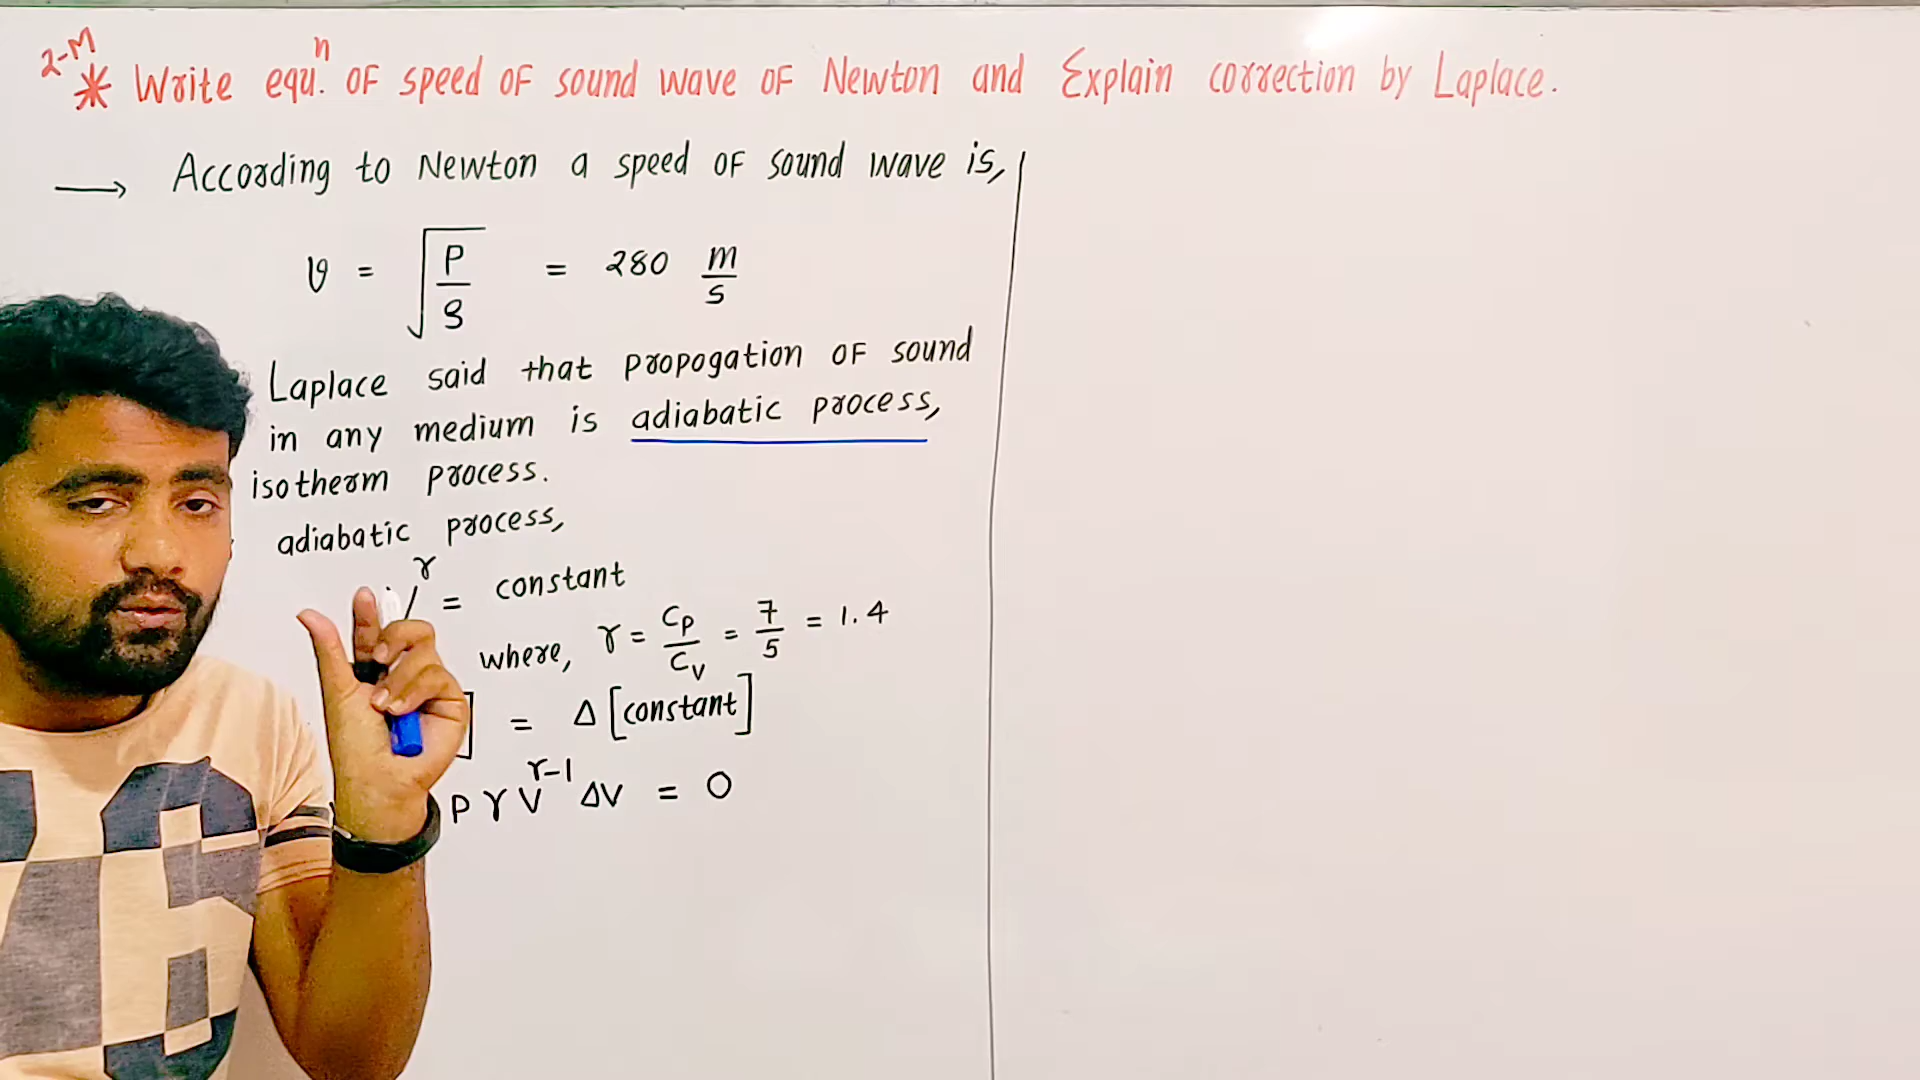 2-M
* Write equⁿ. OF speed OF sound wave OF Newton and Explain correction by Laplace.
→ According to Newton a speed OF sound wave is,
v = √(P/ρ) = 280 m/s
Laplace said that propogation OF sound
in any medium is adiabatic process,
isotherm process.
adiabatic process,
γ = constant
where, γ = Cp/Cv = 7/5 = 1.4
] = Δ [constant]
P γ V^(γ-1) ΔV = 0